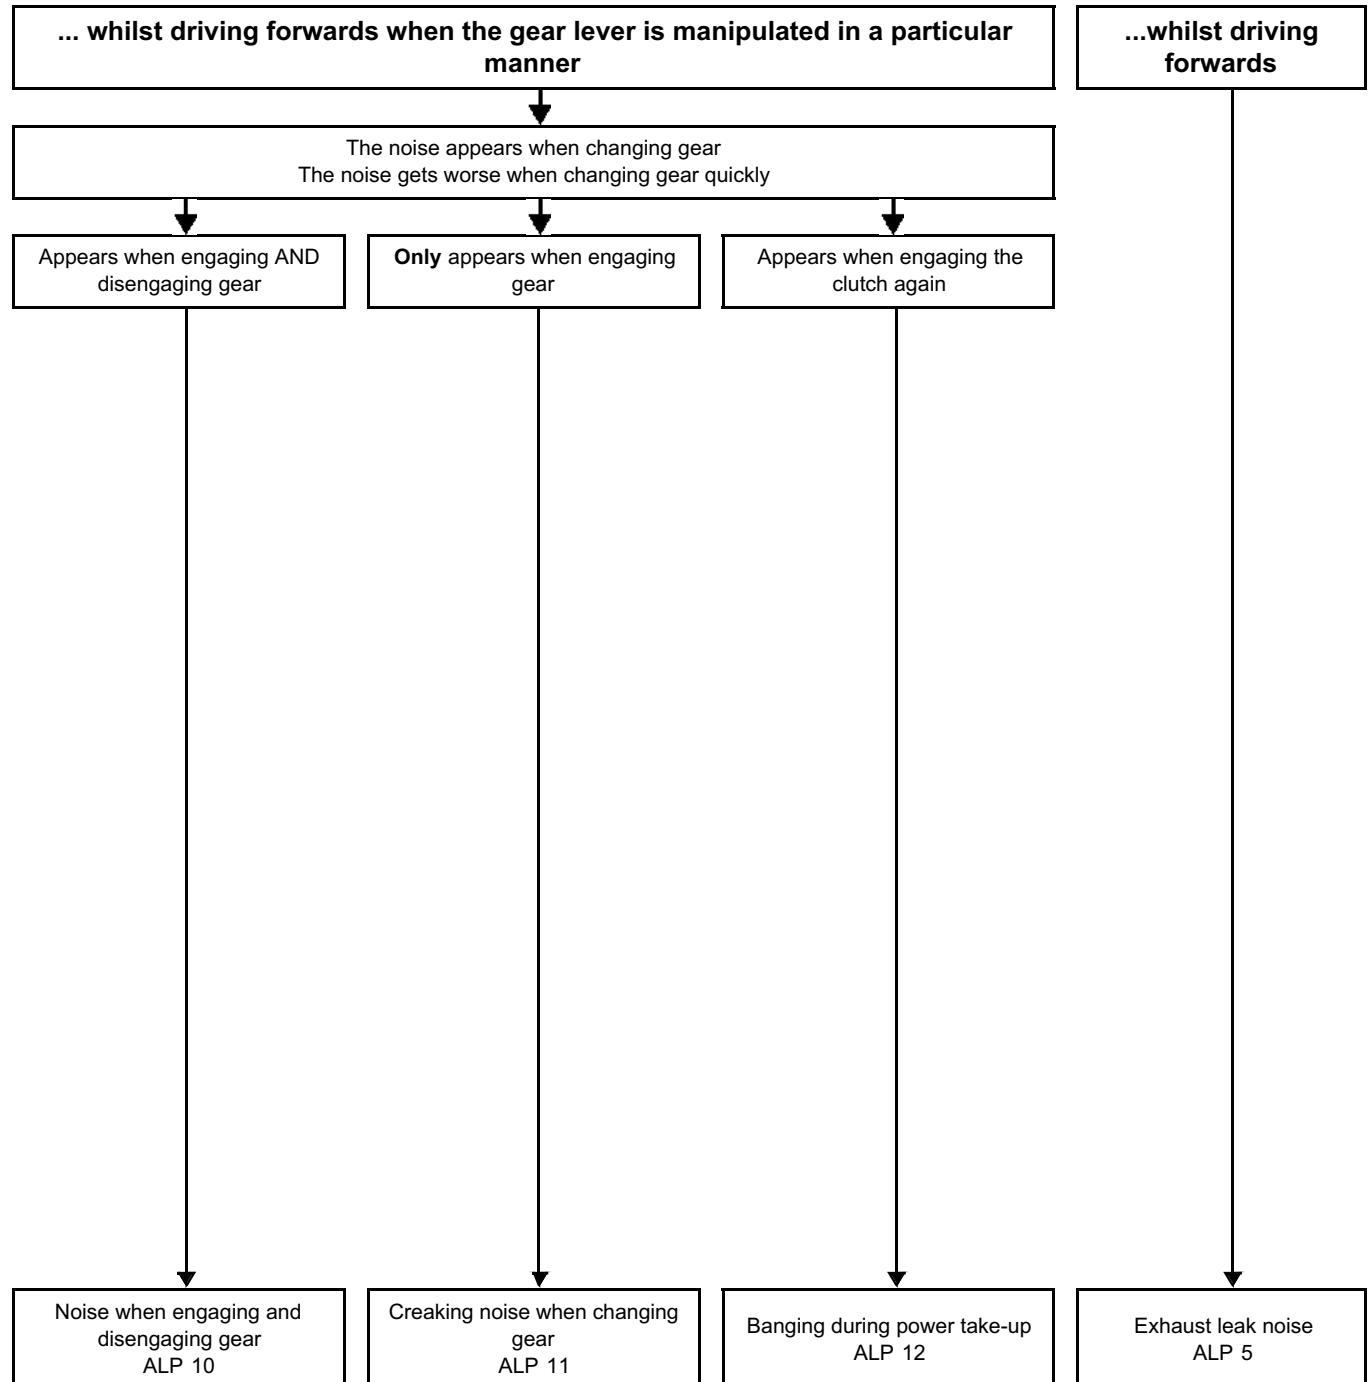 ... whilst driving forwards when the gear lever is manipulated in a particular
manner
...whilst driving
forwards
The noise appears when changing gear
The noise gets worse when changing gear quickly
Appears when engaging AND
disengaging gear
Only appears when engaging
gear
Appears when engaging the
clutch again
Noise when engaging and
disengaging gear
ALP 10
Creaking noise when changing
gear
ALP 11
Banging during power take-up
ALP 12
Exhaust leak noise
ALP 5